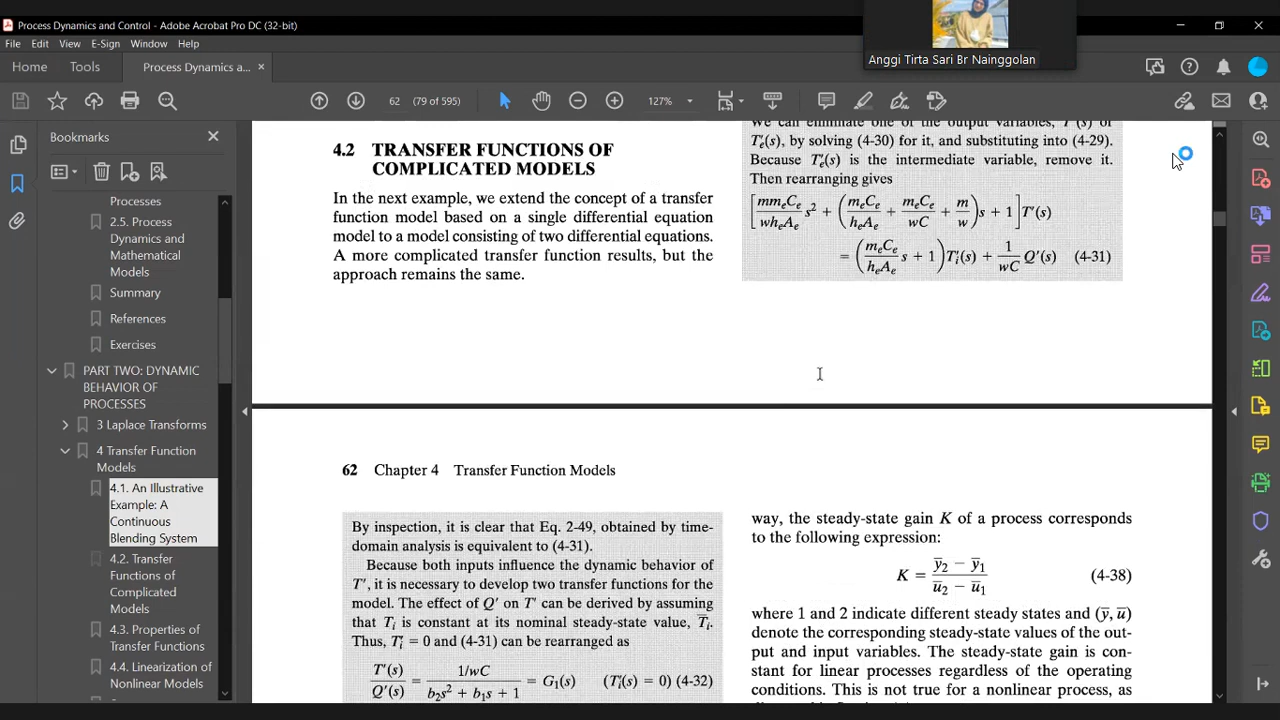 Process Dynamics and Control - Adobe Acrobat Pro DC (32-bit)
File Edit View E-Sign Window Help
Anggi Tirta Sari Br Nainggolan
Home Tools Process Dynamics a... ×
62 (79 of 595) 127%
Bookmarks
Processes
2.5. Process
Dynamics and
Mathematical
Models
Summary
References
Exercises
PART TWO: DYNAMIC
BEHAVIOR OF
PROCESSES
3 Laplace Transforms
4 Transfer Function
Models
4.1. An Illustrative
Example: A
Continuous
Blending System
4.2. Transfer
Functions of
Complicated
Models
4.3. Properties of
Transfer Functions
4.4. Linearization of
Nonlinear Models
4.2 TRANSFER FUNCTIONS OF
COMPLICATED MODELS
In the next example, we extend the concept of a transfer
function model based on a single differential equation
model to a model consisting of two differential equations.
A more complicated transfer function results, but the
approach remains the same.
We can eliminate one of the output variables, T′(s) or
T′e(s), by solving (4-30) for it, and substituting into (4-29).
Because T′e(s) is the intermediate variable, remove it.
Then rearranging gives
[mmeCe/wheAe s² + (meCe/heAe + meCe/wC + m/w)s + 1]T′(s)
= (meCe/heAe s + 1)T′i(s) + 1/wC Q′(s) (4-31)
62 Chapter 4 Transfer Function Models
By inspection, it is clear that Eq. 2-49, obtained by time-
domain analysis is equivalent to (4-31).
Because both inputs influence the dynamic behavior of
T′, it is necessary to develop two transfer functions for the
model. The effect of Q′ on T′ can be derived by assuming
that Ti is constant at its nominal steady-state value, T̄i.
Thus, T′i = 0 and (4-31) can be rearranged as
T′(s)/Q′(s) = 1/wC / b2s² + b1s + 1 = G1(s) (T′i(s) = 0) (4-32)
way, the steady-state gain K of a process corresponds
to the following expression:
K = ȳ2 − ȳ1 / ū2 − ū1 (4-38)
where 1 and 2 indicate different steady states and (ȳ, ū)
denote the corresponding steady-state values of the out-
put and input variables. The steady-state gain is con-
stant for linear processes regardless of the operating
conditions. This is not true for a nonlinear process, as